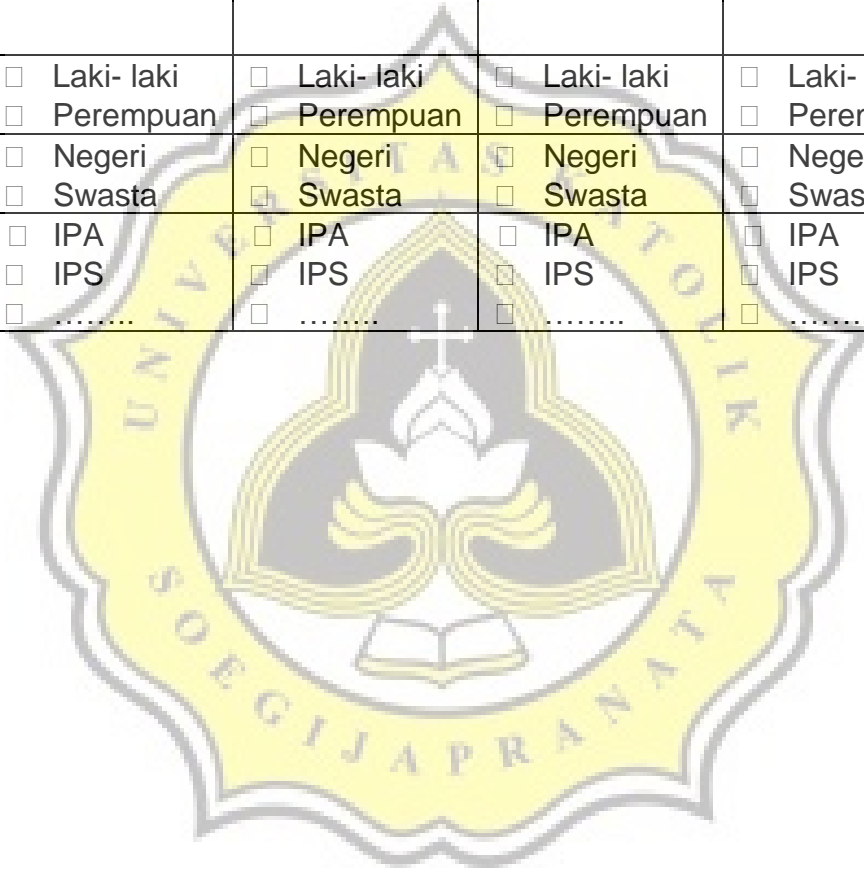 □ Laki- laki □ Laki- laki □ Laki- laki □ Laki-
□ Perempuan □ Perempuan □ Perempuan □ Perem
□ Negeri □ Negeri □ Negeri □ Nege
□ Swasta □ Swasta □ Swasta □ Swas
□ IPA □ IPA □ IPA □ IPA
□ IPS □ IPS □ IPS □ IPS
□ ........ □ ........ □ ........ □ ........
UNIVERSITAS KATOLIK
SOEGIJAPRANATA